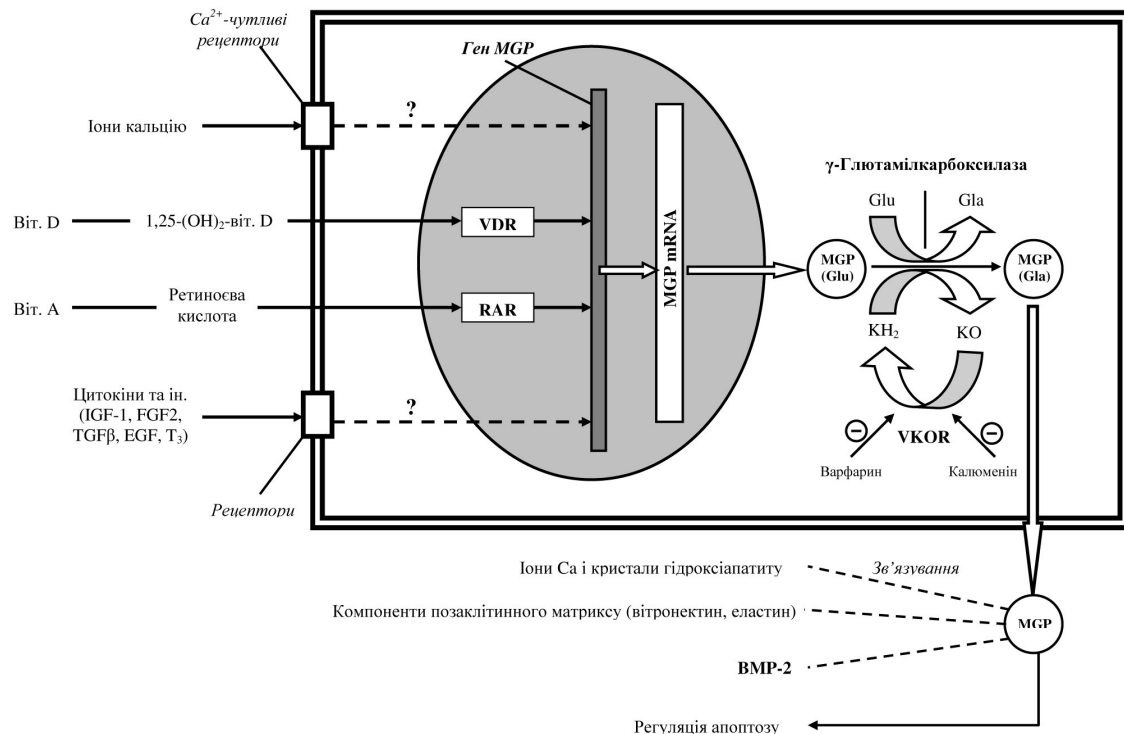 Ca²⁺-чутливі
рецептори
Ген MGP
?
Іони кальцію
γ-Глютамілкарбоксилаза
Glu
Gla
Віт. D
1,25-(OH)₂-віт. D
VDR
MGP mRNA
MGP
(Glu)
MGP
(Gla)
Віт. А
Ретиноєва
кислота
RAR
KH₂
KO
Цитокіни та ін.
(IGF-1, FGF2,
TGFβ, EGF, T₃)
?
VKOR
Варфарин
Калюменін
Рецептори
Іони Са і кристали гідроксіапатиту
Зв’язування
Компоненти позаклітинного матриксу (вітронектин, еластин)
MGP
BMP-2
Регуляція апоптозу